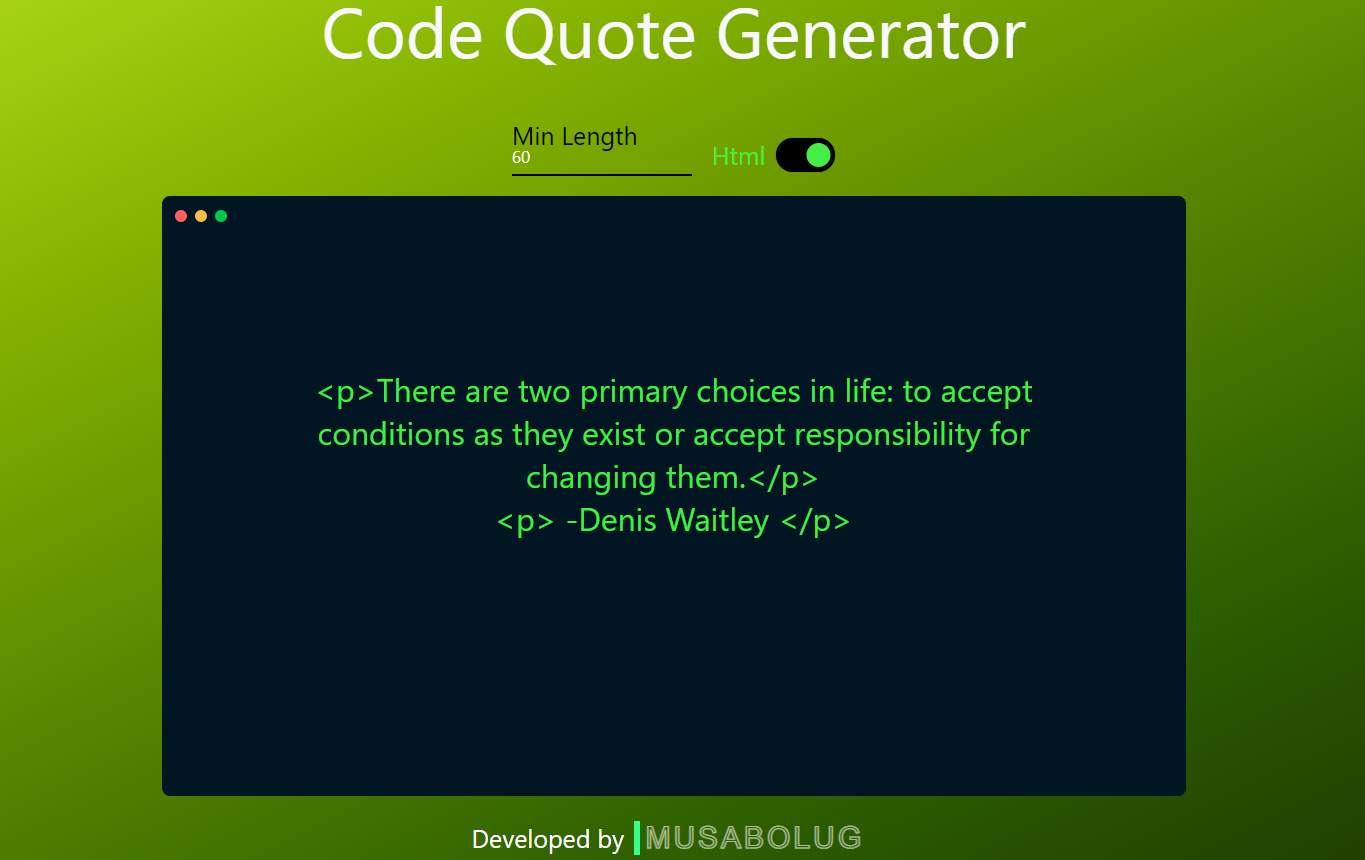 Code Quote Generator
Min Length
60
Html
<p>There are two primary choices in life: to accept
conditions as they exist or accept responsibility for
changing them.</p>
<p> -Denis Waitley </p>
Developed by MUSABOLUG